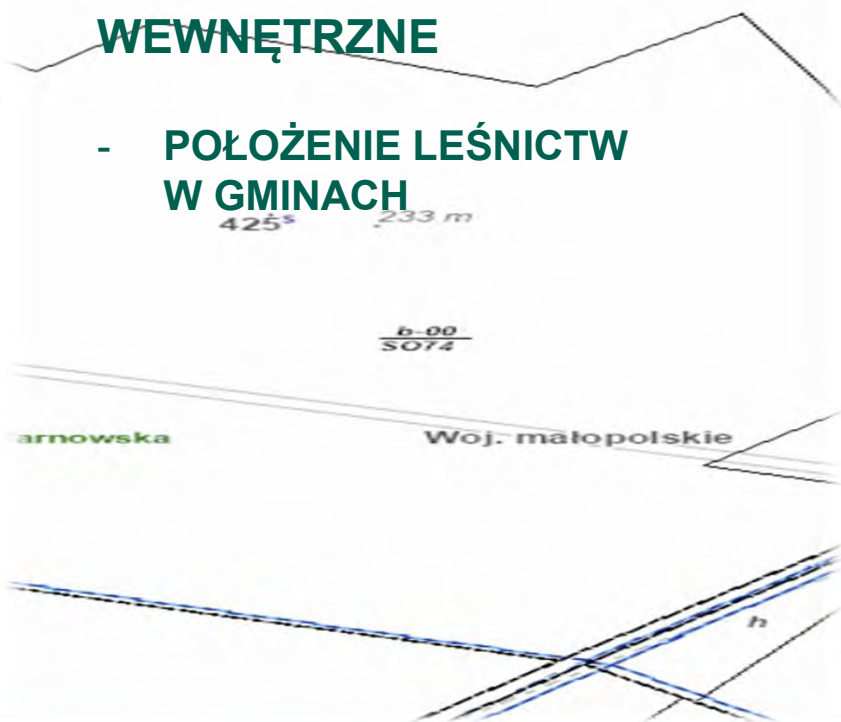 WEWNĘTRZNE
- POŁOŻENIE LEŚNICTW
W GMINACH
425 s 233 m
b-00
SO74
arnowska Woj. małopolskie
h